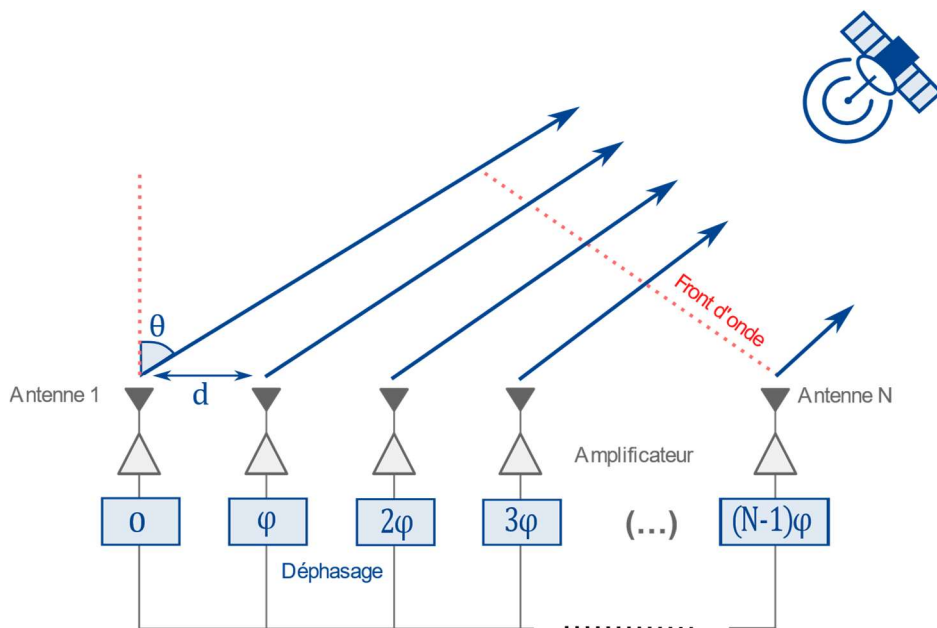 θ
d
Antenne 1
Front d'onde
Antenne N
Amplificateur
0
φ
2φ
3φ
(...)
(N-1)φ
Déphasage